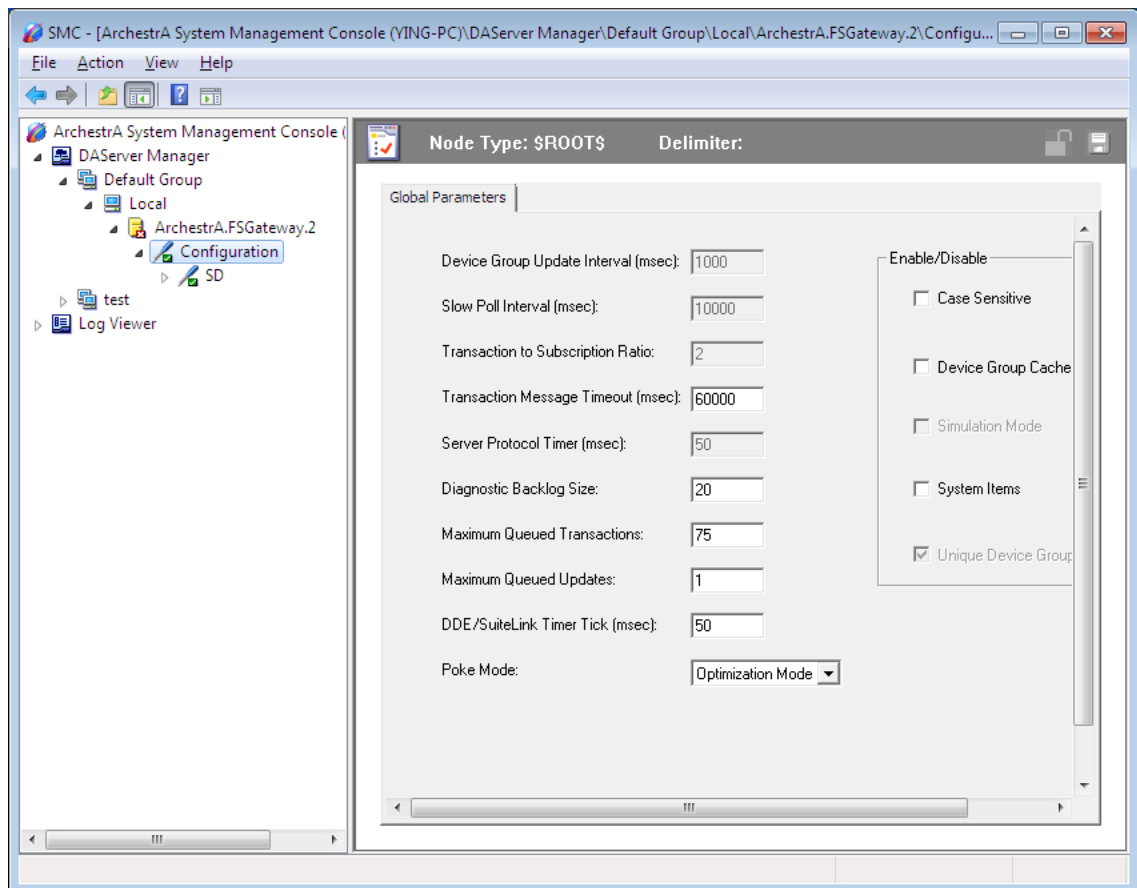 SMC - [ArchestrA System Management Console (YING-PC)\DAServer Manager\Default Group\Local\ArchestrA.FSGateway.2\Configu...
File Action View Help
ArchestrA System Management Console (
DAServer Manager
Default Group
Local
ArchestrA.FSGateway.2
Configuration
SD
test
Log Viewer
Node Type: $ROOT$ Delimiter:
Global Parameters
Device Group Update Interval (msec): 1000
Slow Poll Interval (msec): 10000
Transaction to Subscription Ratio: 2
Transaction Message Timeout (msec): 60000
Server Protocol Timer (msec): 50
Diagnostic Backlog Size: 20
Maximum Queued Transactions: 75
Maximum Queued Updates: 1
DDE/SuiteLink Timer Tick (msec): 50
Poke Mode: Optimization Mode
Enable/Disable
Case Sensitive
Device Group Cache
Simulation Mode
System Items
Unique Device Group